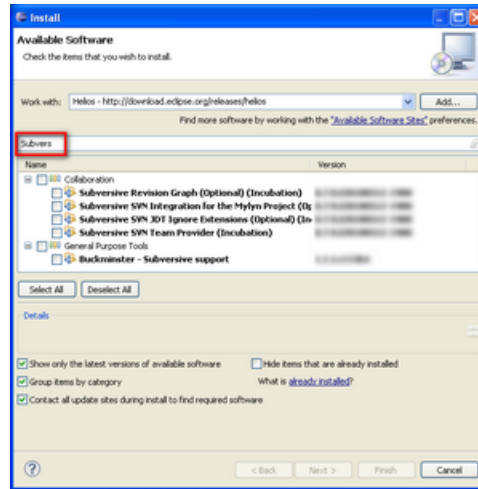 Install
Available Software
Check the items that you wish to install.
Work with: Helios - http://download.eclipse.org/releases/helios Add...
Find more software by working with the "Available Software Sites" preferences.
Subvers
Name Version
Collaboration
Subversive Revision Graph (Optional) (Incubation)
Subversive SVN Integration for the Mylyn Project (Op
Subversive SVN JDT Ignore Extensions (Optional) (In
Subversive SVN Team Provider (Incubation)
General Purpose Tools
Buckminster - Subversive support
Select All Deselect All
Details
Show only the latest versions of available software Hide items that are already installed
Group items by category What is already installed?
Contact all update sites during install to find required software
< Back Next > Finish Cancel